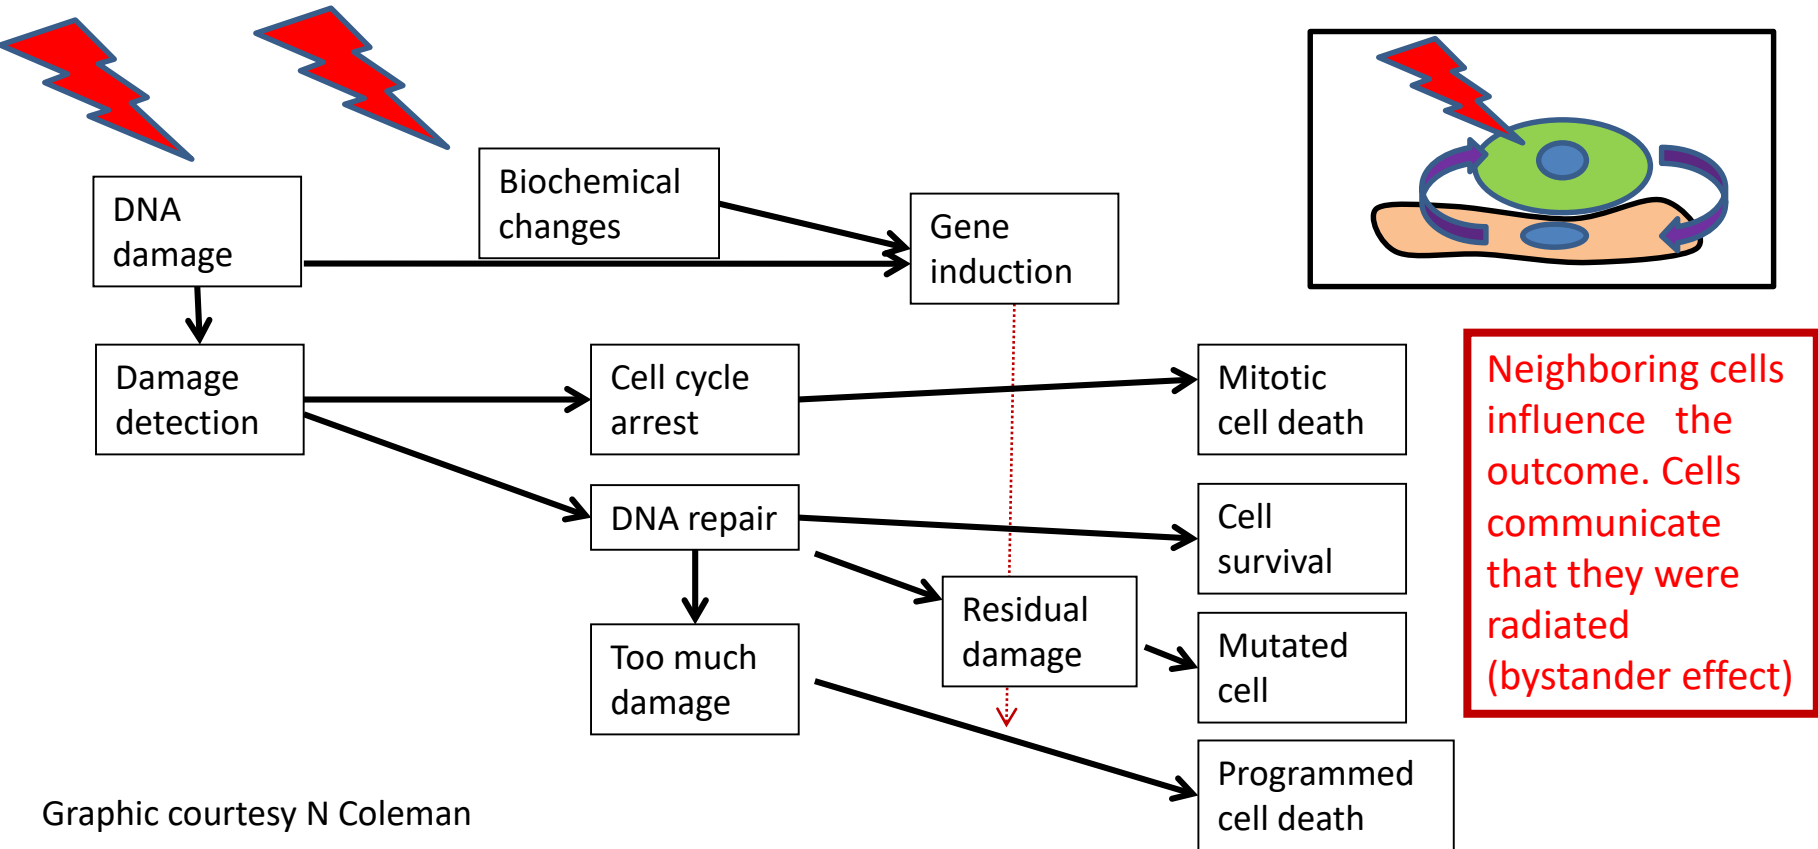 DNA
damage
Biochemical
changes
Gene
induction
Damage
detection
Cell cycle
arrest
Mitotic
cell death
DNA repair
Cell
survival
Residual
damage
Too much
damage
Mutated
cell
Programmed
cell death
Neighboring cells
influence the
outcome. Cells
communicate
that they were
radiated
(bystander effect)
Graphic courtesy N Coleman